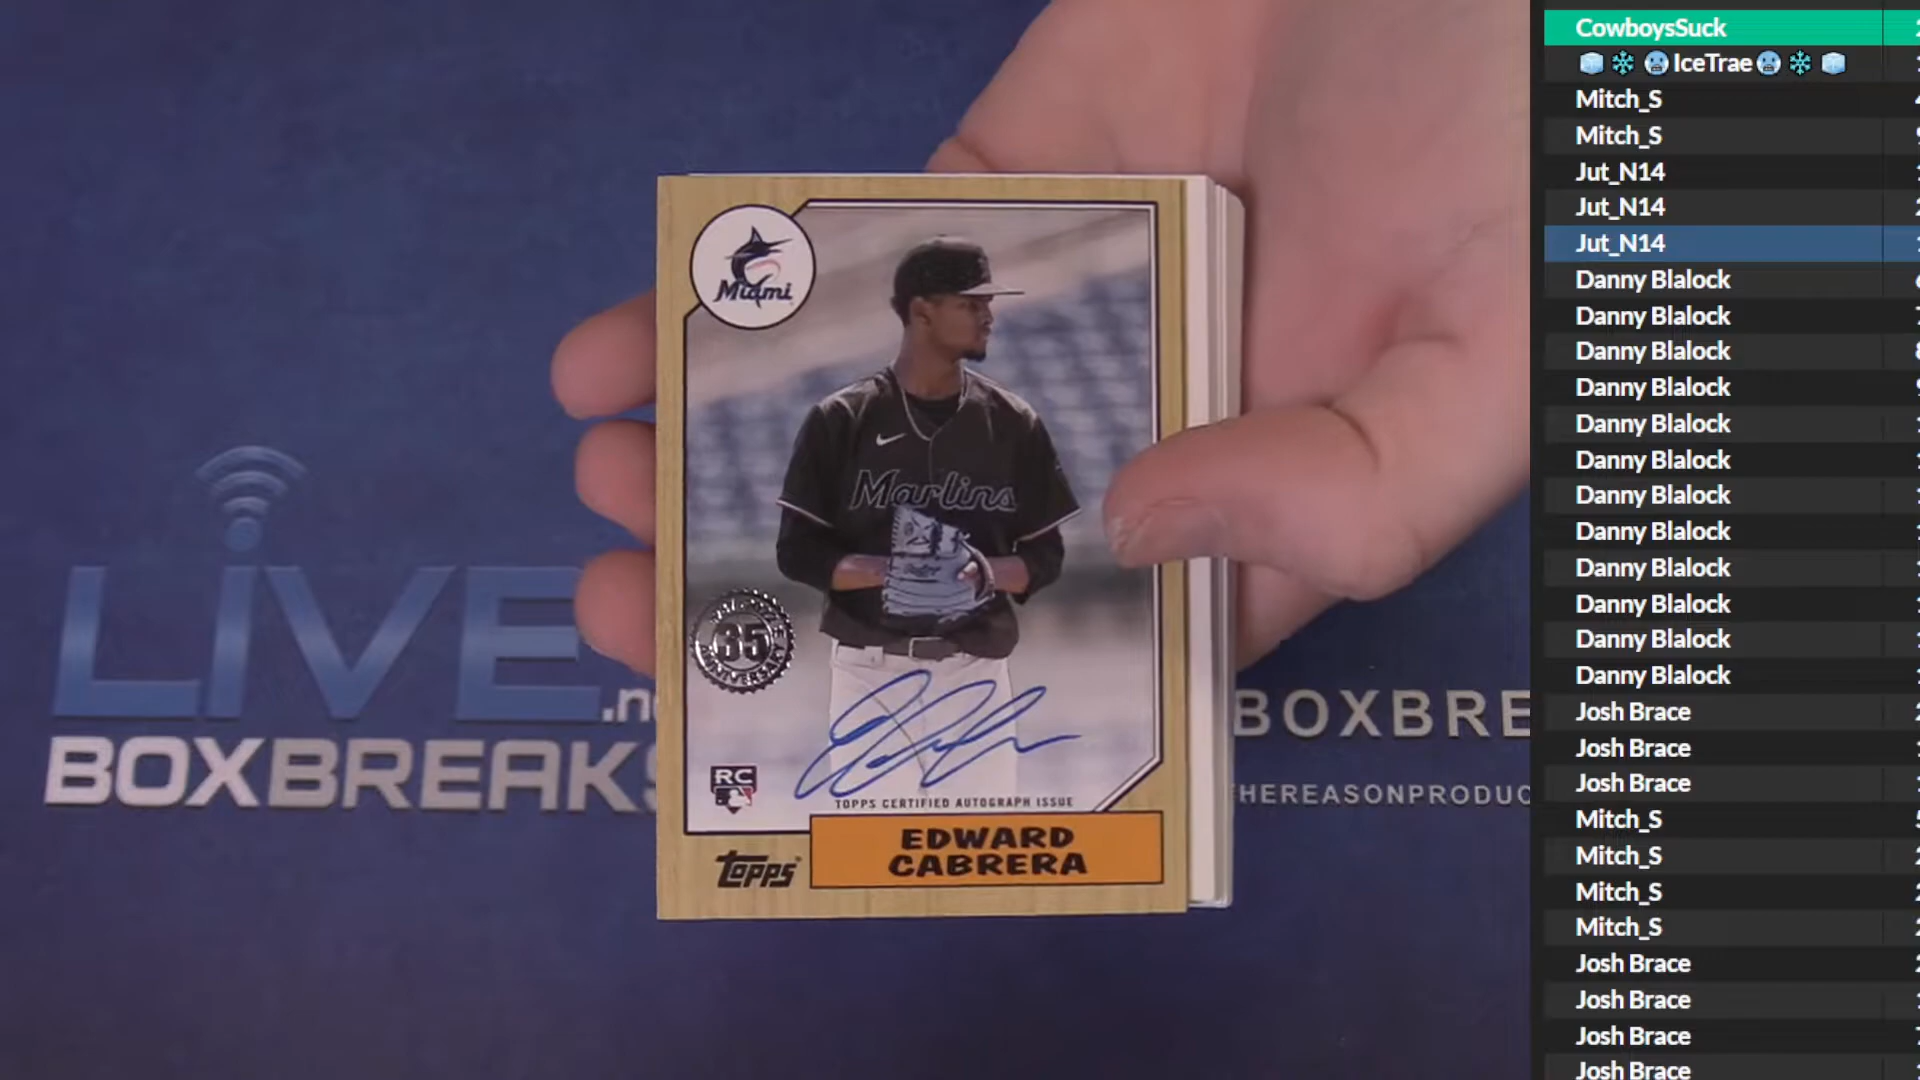 Miami
Marlins
35
ANNIVERSARY
RC
TOPPS CERTIFIED AUTOGRAPH ISSUE
EDWARD
CABRERA
topps
LIVE
BOXBREAKS
BOXBRE
HEREASONPRODUC
CowboysSuck
🧊 ❄ 🥶IceTrae🥶 ❄ 🧊
Mitch_S
Mitch_S
Jut_N14
Jut_N14
Jut_N14
Danny Blalock
Danny Blalock
Danny Blalock
Danny Blalock
Danny Blalock
Danny Blalock
Danny Blalock
Danny Blalock
Danny Blalock
Danny Blalock
Danny Blalock
Danny Blalock
Josh Brace
Josh Brace
Josh Brace
Mitch_S
Mitch_S
Mitch_S
Mitch_S
Josh Brace
Josh Brace
Josh Brace
Josh Brace